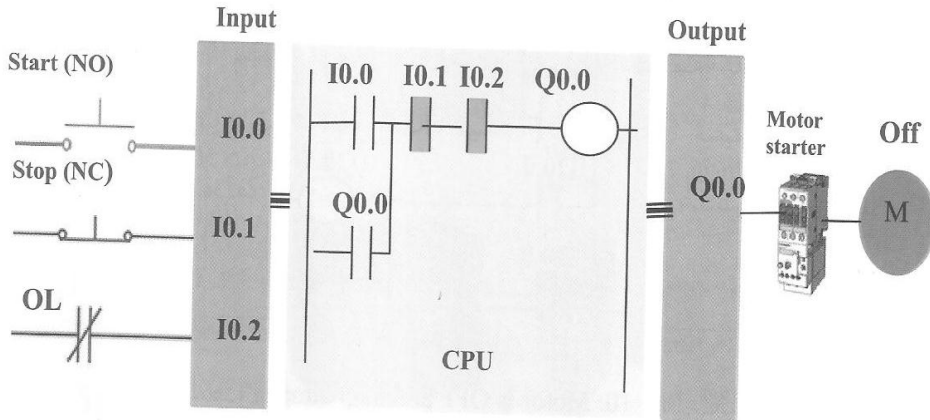 Input
Output
Start (NO)
I0.0
I0.1
I0.2
Q0.0
I0.0
Motor
starter
Off
Stop (NC)
Q0.0
Q0.0
M
I0.1
OL
I0.2
CPU